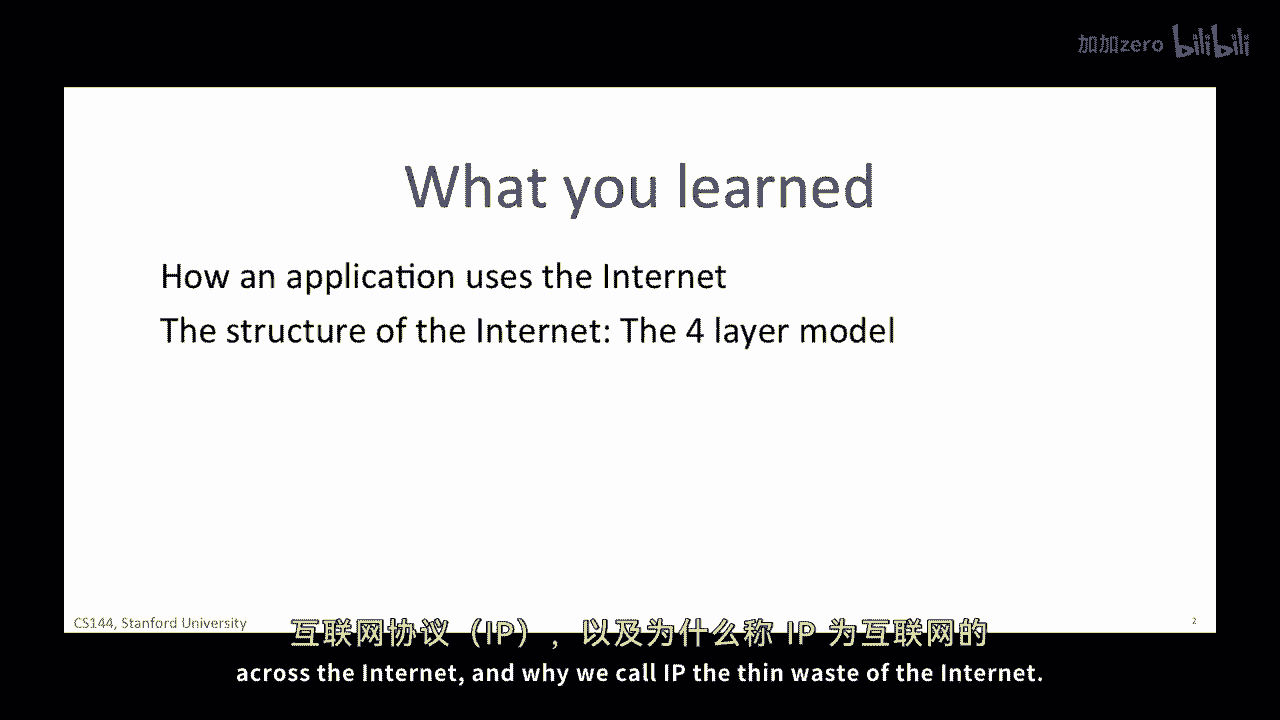 加加zero bilibili
What you learned
How an application uses the Internet
The structure of the Internet: The 4 layer model
CS144, Stanford University
2
互联网协议（IP），以及为什么称 IP 为互联网的
across the Internet, and why we call IP the thin waste of the Internet.